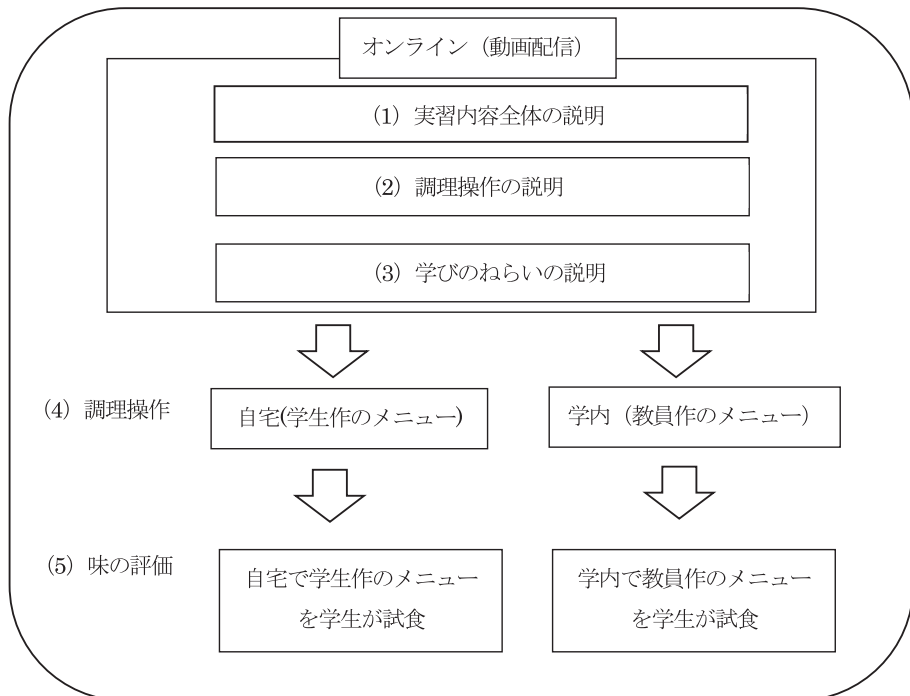 オンライン（動画配信）
(1) 実習内容全体の説明
(2) 調理操作の説明
(3) 学びのねらいの説明
(4) 調理操作
自宅(学生作のメニュー)
学内（教員作のメニュー）
(5) 味の評価
自宅で学生作のメニュー
を学生が試食
学内で教員作のメニュー
を学生が試食